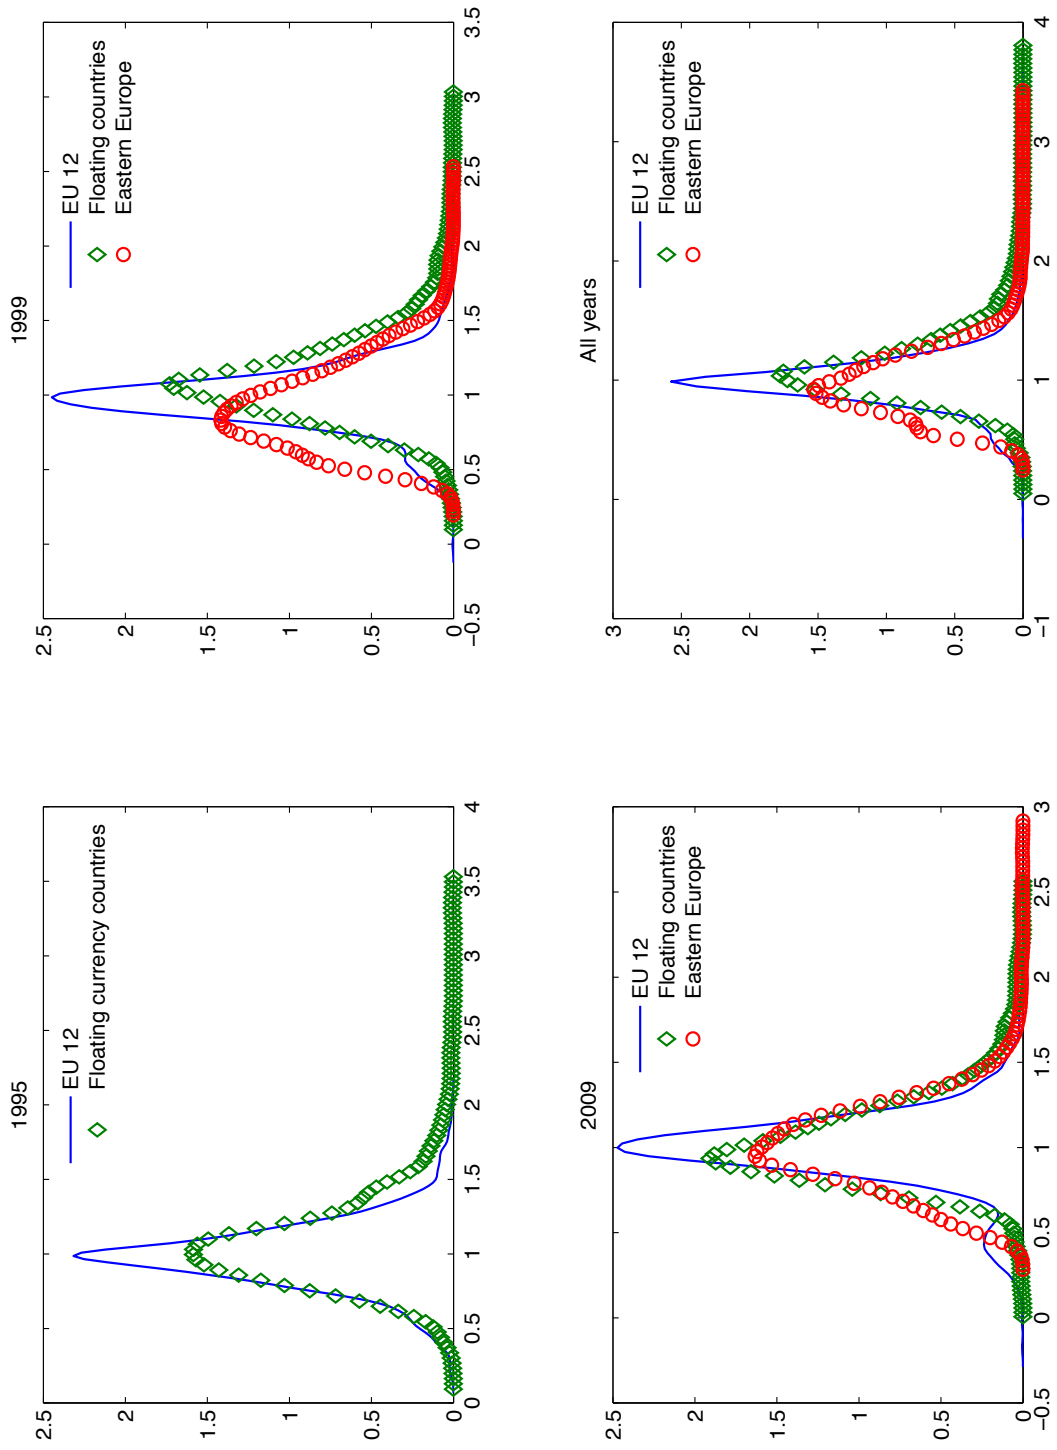 1995
EU 12
Floating currency countries
2.5
2
1.5
1
0.5
0
0 0.5 1 1.5 2 2.5 3 3.5 4
1999
EU 12
Floating countries
Eastern Europe
2.5
2
1.5
1
0.5
0
−0.5 0 0.5 1 1.5 2 2.5 3 3.5
2009
EU 12
Floating countries
Eastern Europe
2.5
2
1.5
1
0.5
0
−0.5 0 0.5 1 1.5 2 2.5 3
All years
EU 12
Floating countries
Eastern Europe
3
2.5
2
1.5
1
0.5
0
−1 0 1 2 3 4